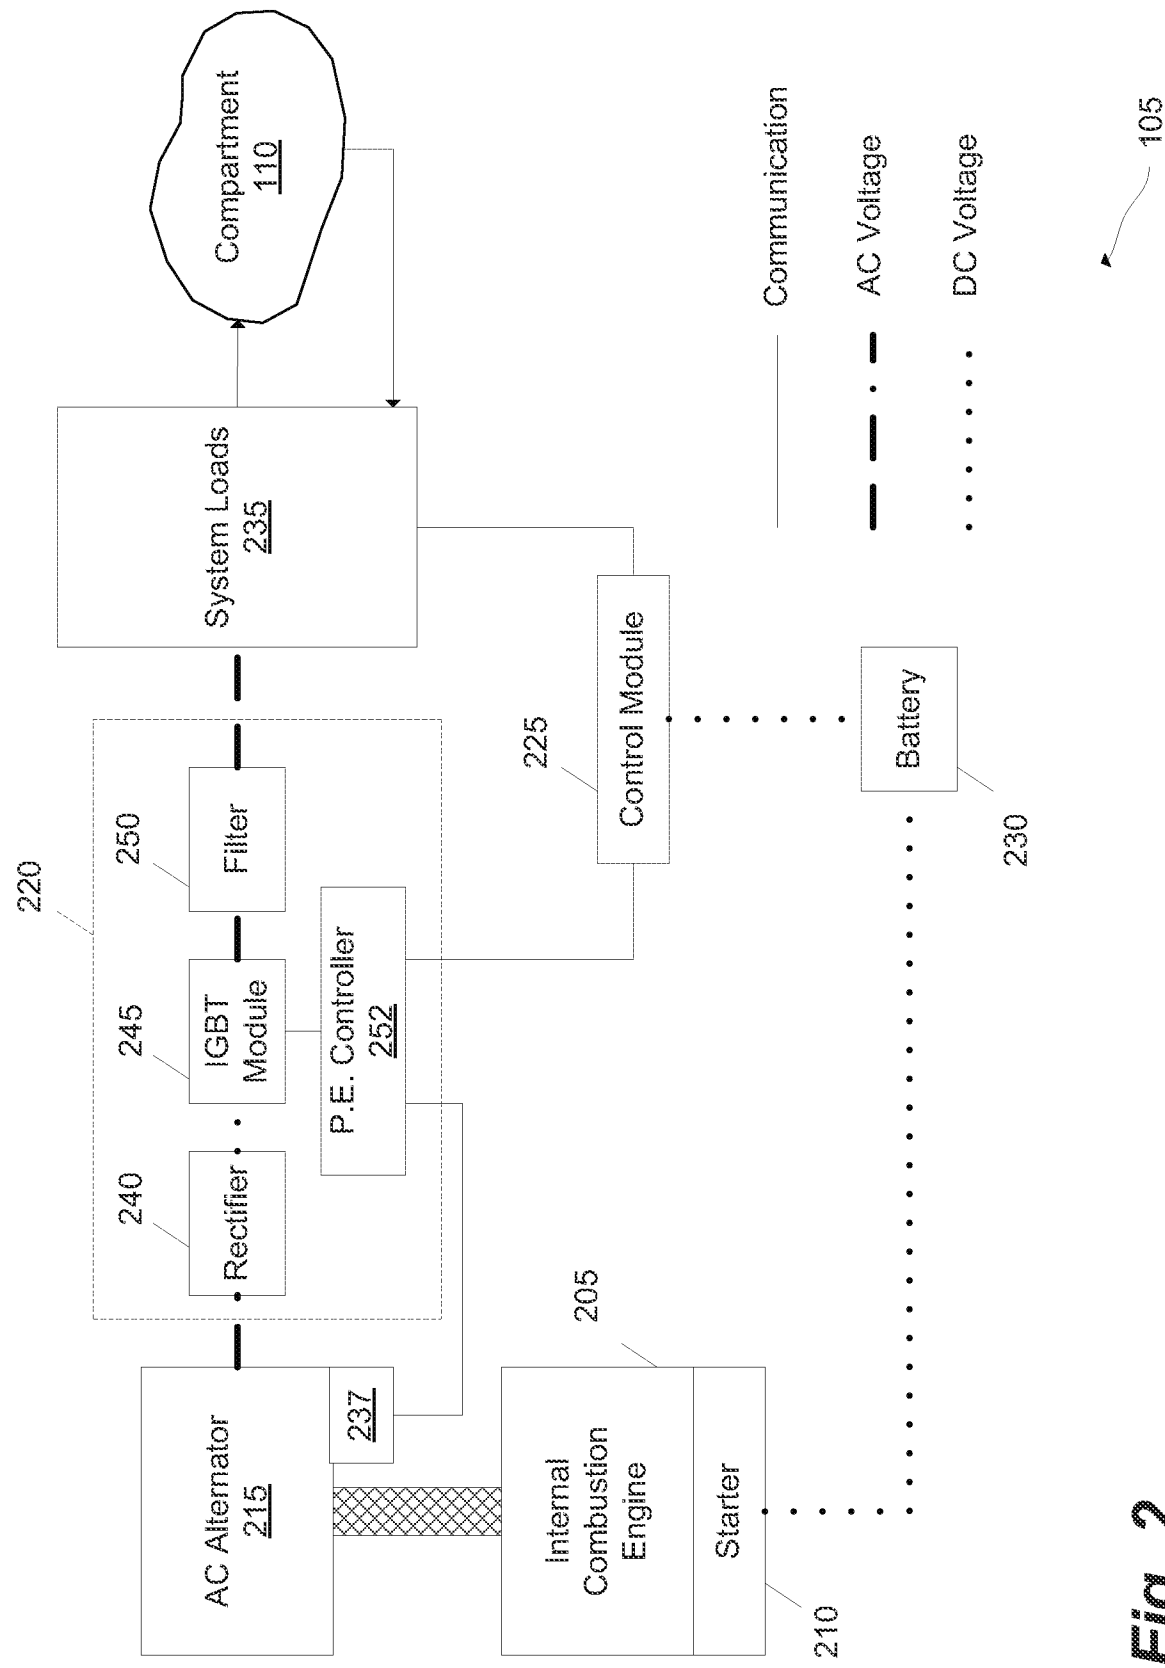 220
240
245
250
AC Alternator
215
Rectifier
IGBT
Module
Filter
System Loads
235
Compartment
110
237
P.E. Controller
252
205
Internal
Combustion
Engine
Starter
210
225
Control Module
Battery
230
Communication
AC Voltage
DC Voltage
105
Fig. 2